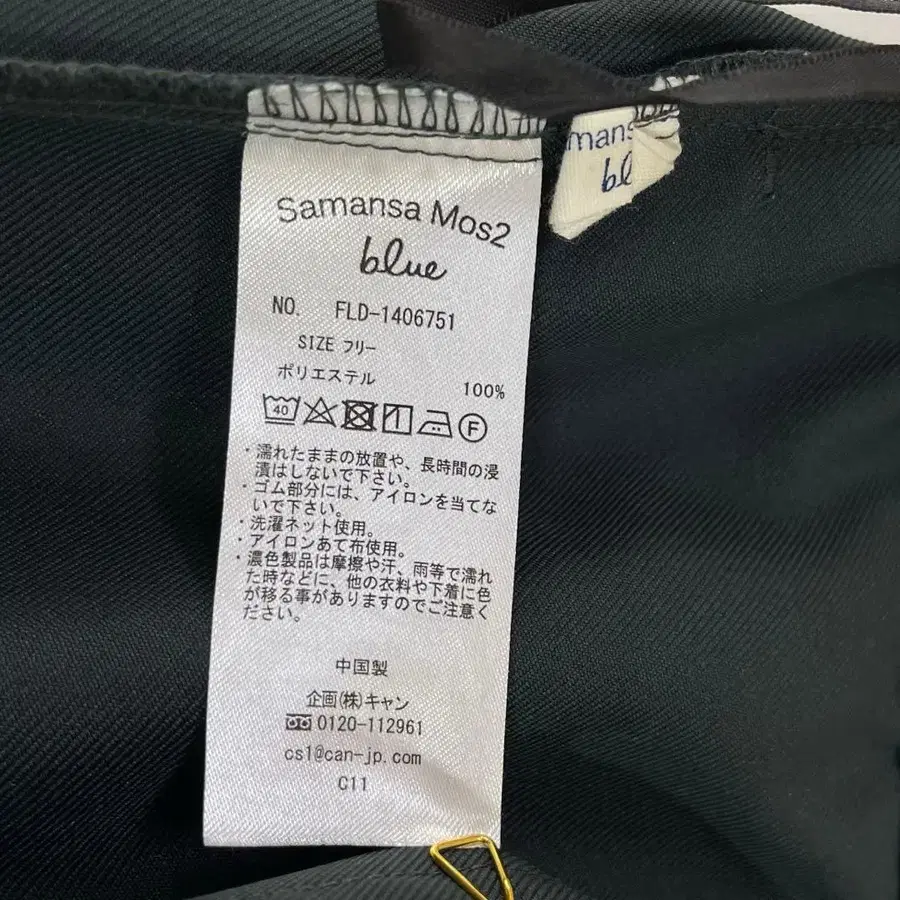 Samansa Mos2
blue
NO. FLD-1406751
SIZE フリー
ポリエステル 100%
40 F
・濡れたままの放置や、長時間の浸
漬はしないで下さい。
・ゴム部分には、アイロンを当てな
いで下さい。
・洗濯ネット使用。
・アイロンあて布使用。
・濃色製品は摩擦や汗、雨等で濡れ
た時などに、他の衣料や下着に色
が移る事がありますのでご注意く
ださい。
中国製
企画(株)キャン
0120-112961
cs1@can-jp.com
C11
mans
bl